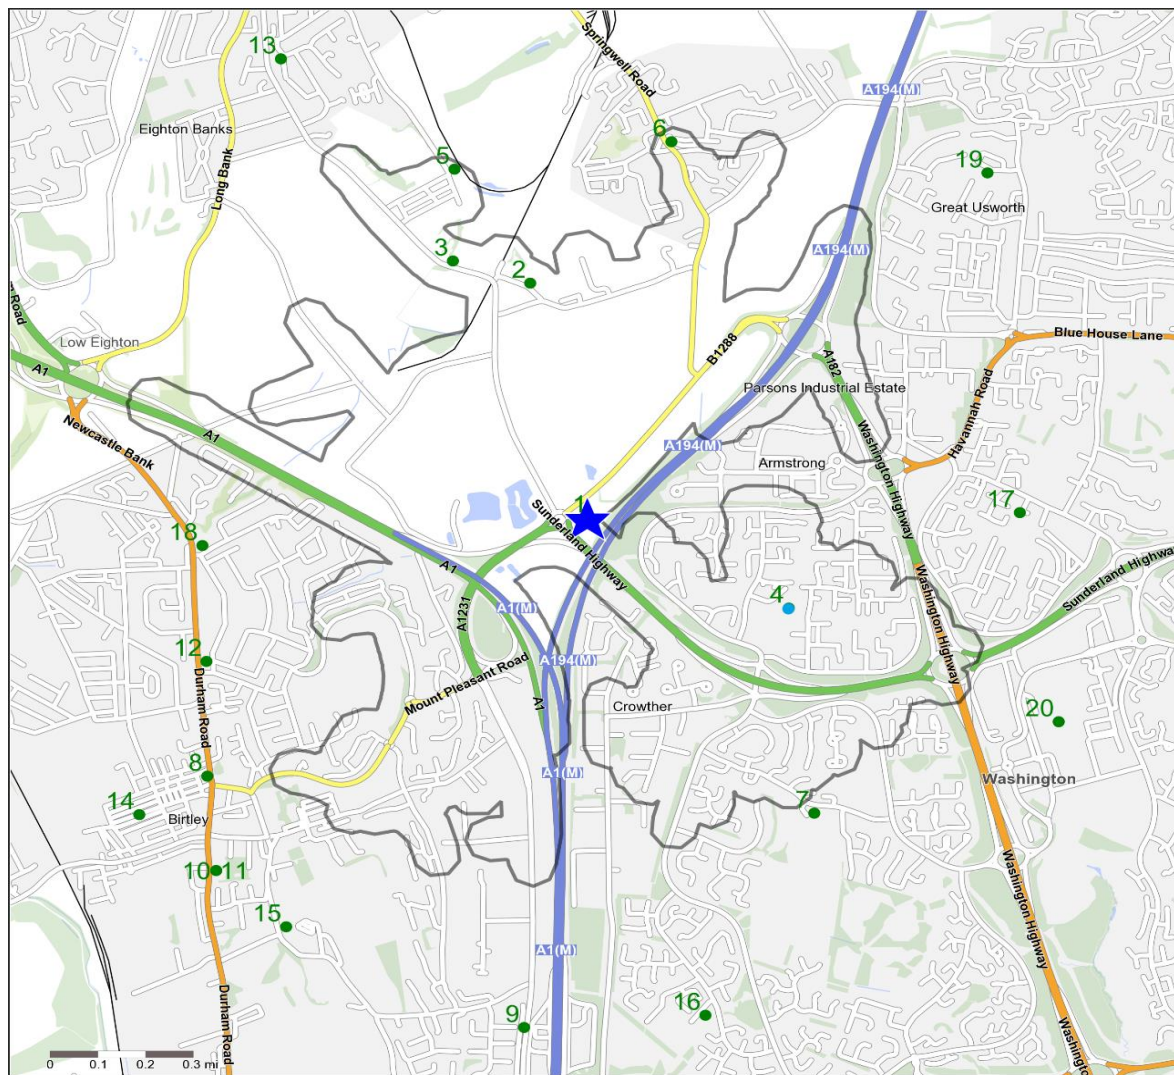 Springwell Road
A194(M)
13
Eighton Banks
Long Bank
6
5
19
Great Usworth
A194(M)
3
2
Road
Low Eighton
A1
B1288
A182
Blue House Lane
Parsons Industrial Estate
Havannah Road
Newcastle Bank
A1
A194(M)
Washington Highway
Armstrong
1
Sunderland Highway
17
18
A1
A1(M)
A1231
4
Washington Highway
Sunderland Highway
12
Durham Road
A194(M)
Mount Pleasant Road
A1
Crowther
Washington Highway
20
8
A1(M)
Washington
14
Birtley
7
10
11
Washington Highway
15
A1(M)
Durham Road
9
16
Washington
0 0.1 0.2 0.3 mi